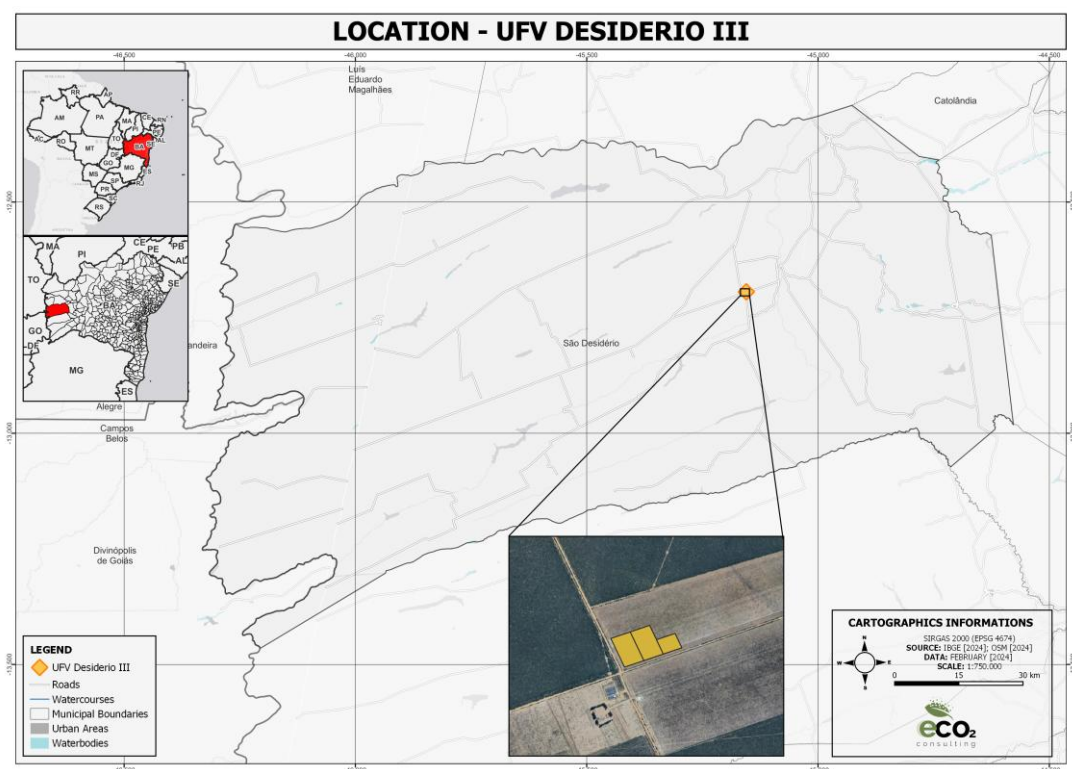 LOCATION - UFV DESIDERIO III
-46,500
-46,000
-45,500
-45,000
-44,500
Luís
Eduardo
Magalhães
Catolândia
RR
AP
AM
PA
MA
CE
RN
PI
PE
AL
AC
RO
TO
BA
SE
MT
DF
GO
MG
MS
ES
SP
RJ
PR
SC
RS
MA
CE
PB
PI
PE
AL
TO
SE
BA
GO
DF
MG
ES
andeira
São Desidério
Alegre
Campos
Belos
-13,000
Divinópolis
de Goiás
LEGEND
UFV Desiderio III
Roads
Watercourses
Municipal Boundaries
Urban Areas
Waterbodies
CARTOGRAPHICS INFORMATIONS
SIRGAS 2000 (EPSG 4674)
SOURCE: IBGE [2024]; OSM [2024]
DATA: FEBRUARY [2024]
SCALE: 1:750.000
N
W
E
S
0 15 30 km
eCO2
consulting